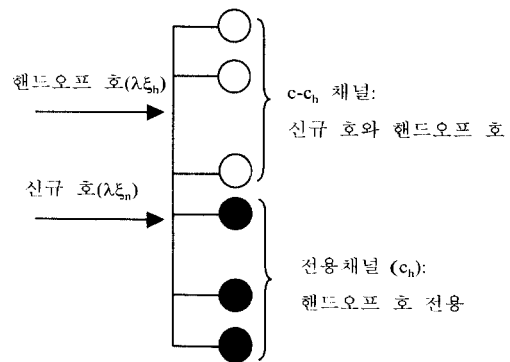 핸드오프 호(λξh)
c-ch 채널:
신규 호와 핸드오프 호
신규 호(λξn)
전용채널 (ch):
핸드오프 호 전용